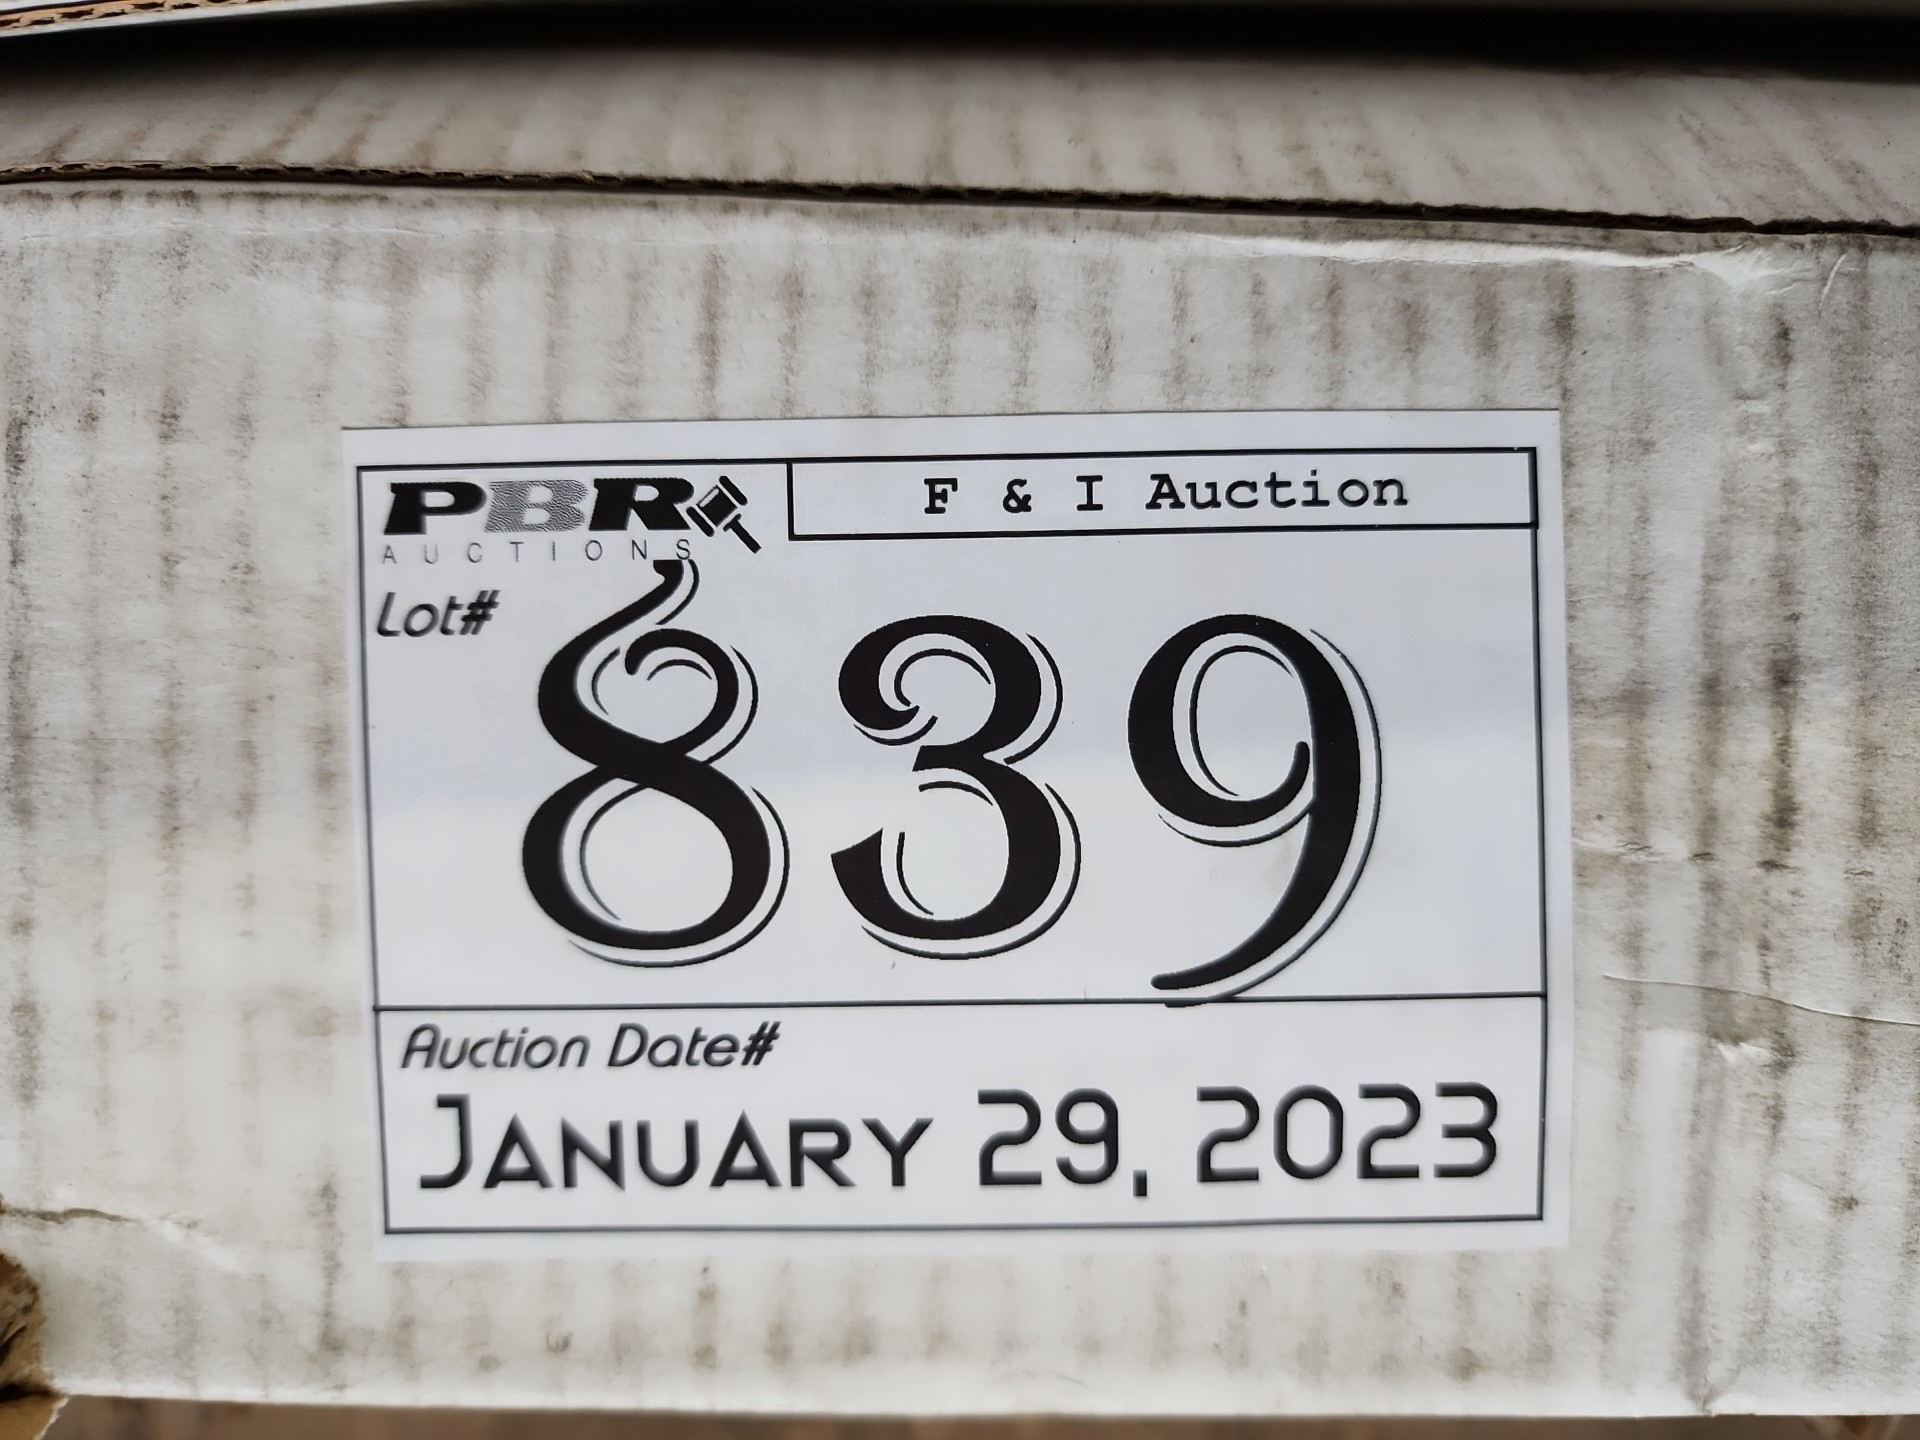 PBR
AUCTIONS
F & I Auction
Lot#
839
Auction Date#
JANUARY 29, 2023